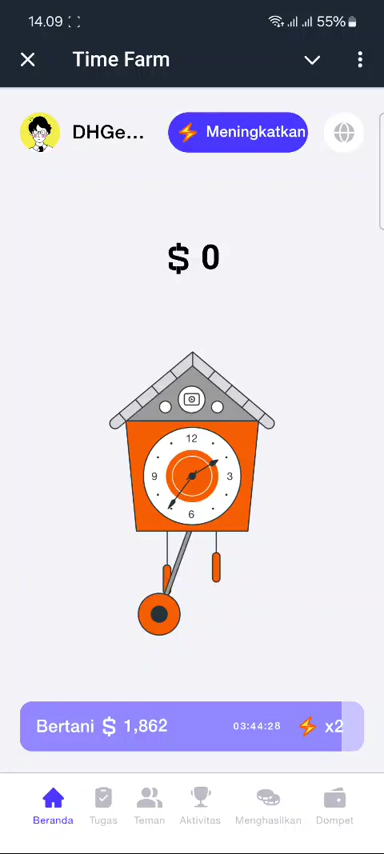 14.09 55%
Time Farm
DHGe... Meningkatkan
$ 0
12
9 3
6
Bertani $ 1,862 03:44:28 x2
Beranda Tugas Teman Aktivitas Menghasilkan Dompet